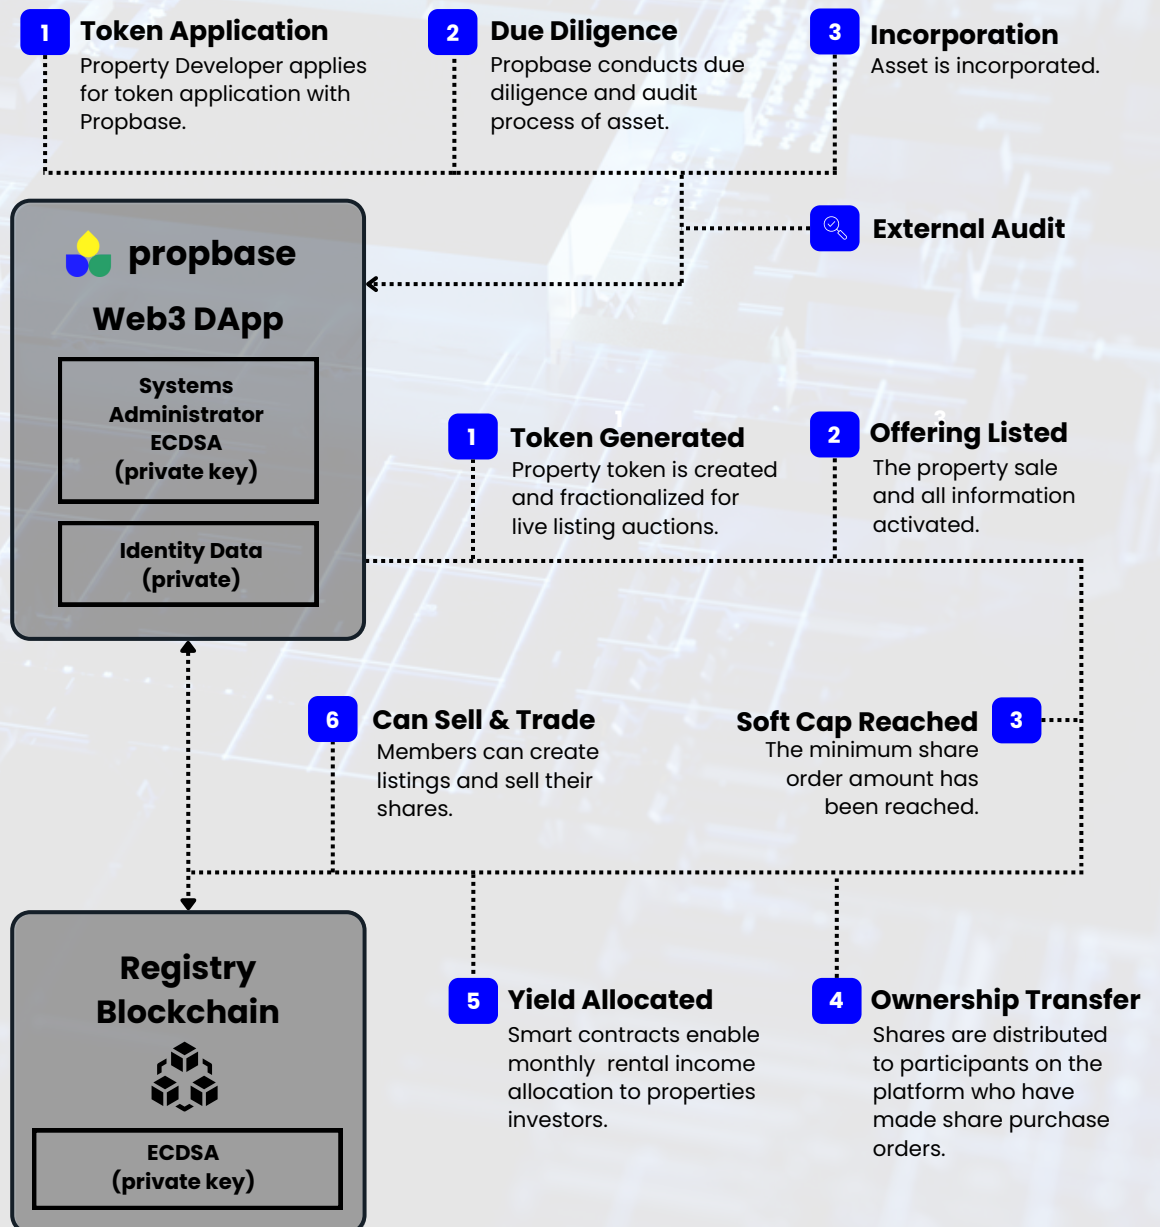 1
Token Application
Property Developer applies
for token application with
Propbase.
2
Due Diligence
Propbase conducts due
diligence and audit
process of asset.
3
Incorporation
Asset is incorporated.
External Audit
propbase
Web3 DApp
Systems
Administrator
ECDSA
(private key)
Identity Data
(private)
1
1
Token Generated
Property token is created
and fractionalized for
live listing auctions.
3
2
Offering Listed
The property sale
and all information
activated.
6
Can Sell & Trade
Members can create
listings and sell their
shares.
Soft Cap Reached
3
The minimum share
order amount has
been reached.
Registry
Blockchain
ECDSA
(private key)
5
Yield Allocated
Smart contracts enable
monthly  rental income
allocation to properties
investors.
4
Ownership Transfer
Shares are distributed
to participants on the
platform who have
made share purchase
orders.